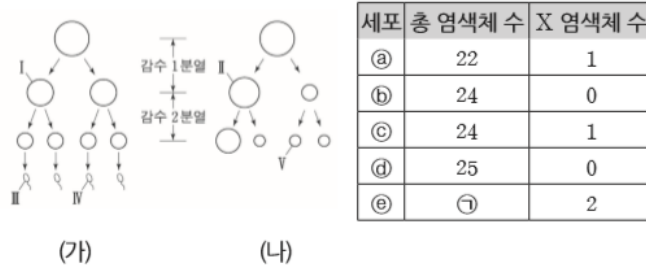 I
II
감수 1분열
감수 2분열
III
IV
V
(가)
(나)
세포 총 염색체 수 X 염색체 수
ⓐ 22 1
ⓑ 24 0
ⓒ 24 1
ⓓ 25 0
ⓔ ㉠ 2